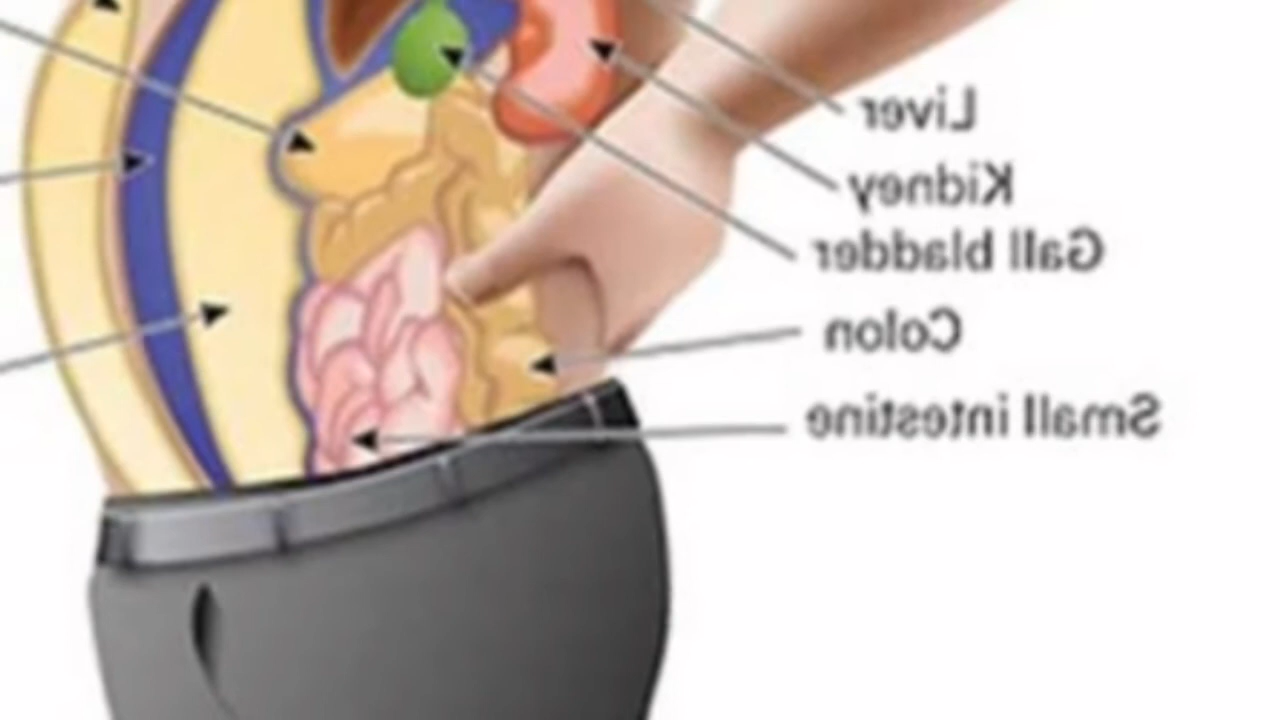 Liver
Kidney
Gall bladder
Colon
Small intestine